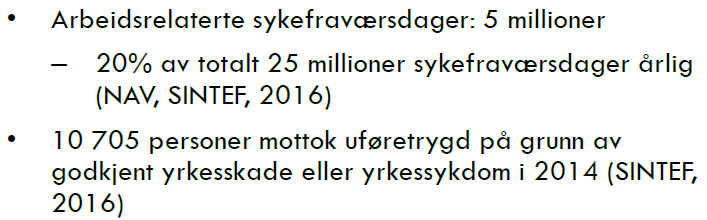 • Arbeidsrelaterte sykefraværsdager: 5 millioner
– 20% av totalt 25 millioner sykefraværsdager årlig
(NAV, SINTEF, 2016)
• 10 705 personer mottok uføretrygd på grunn av
godkjent yrkesskade eller yrkessykdom i 2014 (SINTEF,
2016)